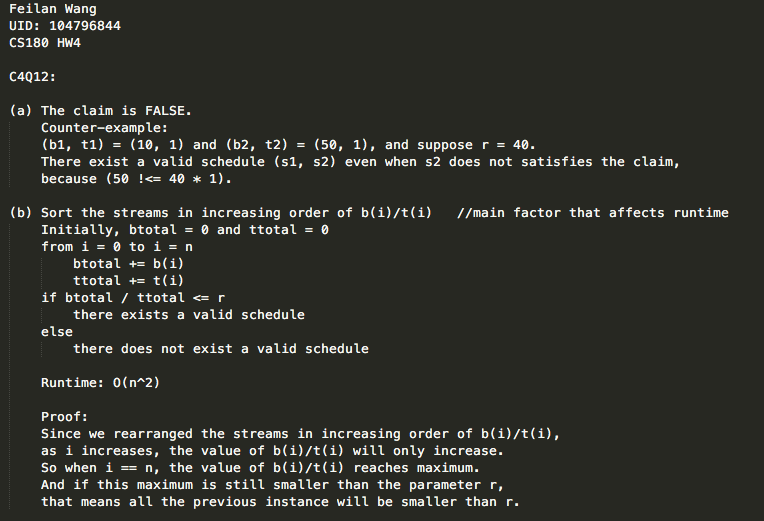 Feilan Wang
UID: 104796844
CS180 HW4
C4Q12:
(a) The claim is FALSE.
Counter-example:
(b1, t1) = (10, 1) and (b2, t2) = (50, 1), and suppose r = 40.
There exist a valid schedule (s1, s2) even when s2 does not satisfies the claim,
because (50 !<= 40 * 1).
(b) Sort the streams in increasing order of b(i)/t(i)   //main factor that affects runtime
Initially, btotal = 0 and ttotal = 0
from i = 0 to i = n
btotal += b(i)
ttotal += t(i)
if btotal / ttotal <= r
there exists a valid schedule
else
there does not exist a valid schedule
Runtime: O(n^2)
Proof:
Since we rearranged the streams in increasing order of b(i)/t(i),
as i increases, the value of b(i)/t(i) will only increase.
So when i == n, the value of b(i)/t(i) reaches maximum.
And if this maximum is still smaller than the parameter r,
that means all the previous instance will be smaller than r.